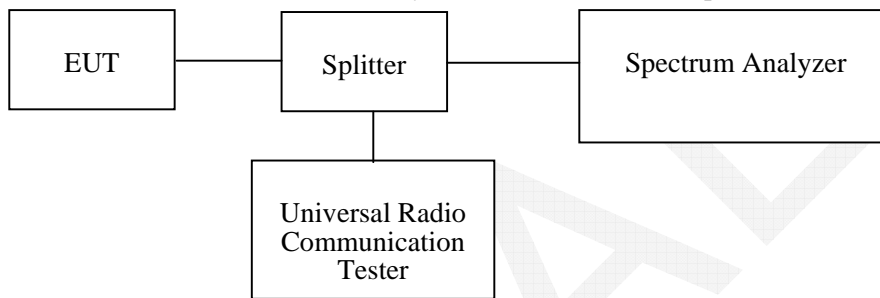 EUT
Splitter
Spectrum Analyzer
Universal Radio
Communication
Tester